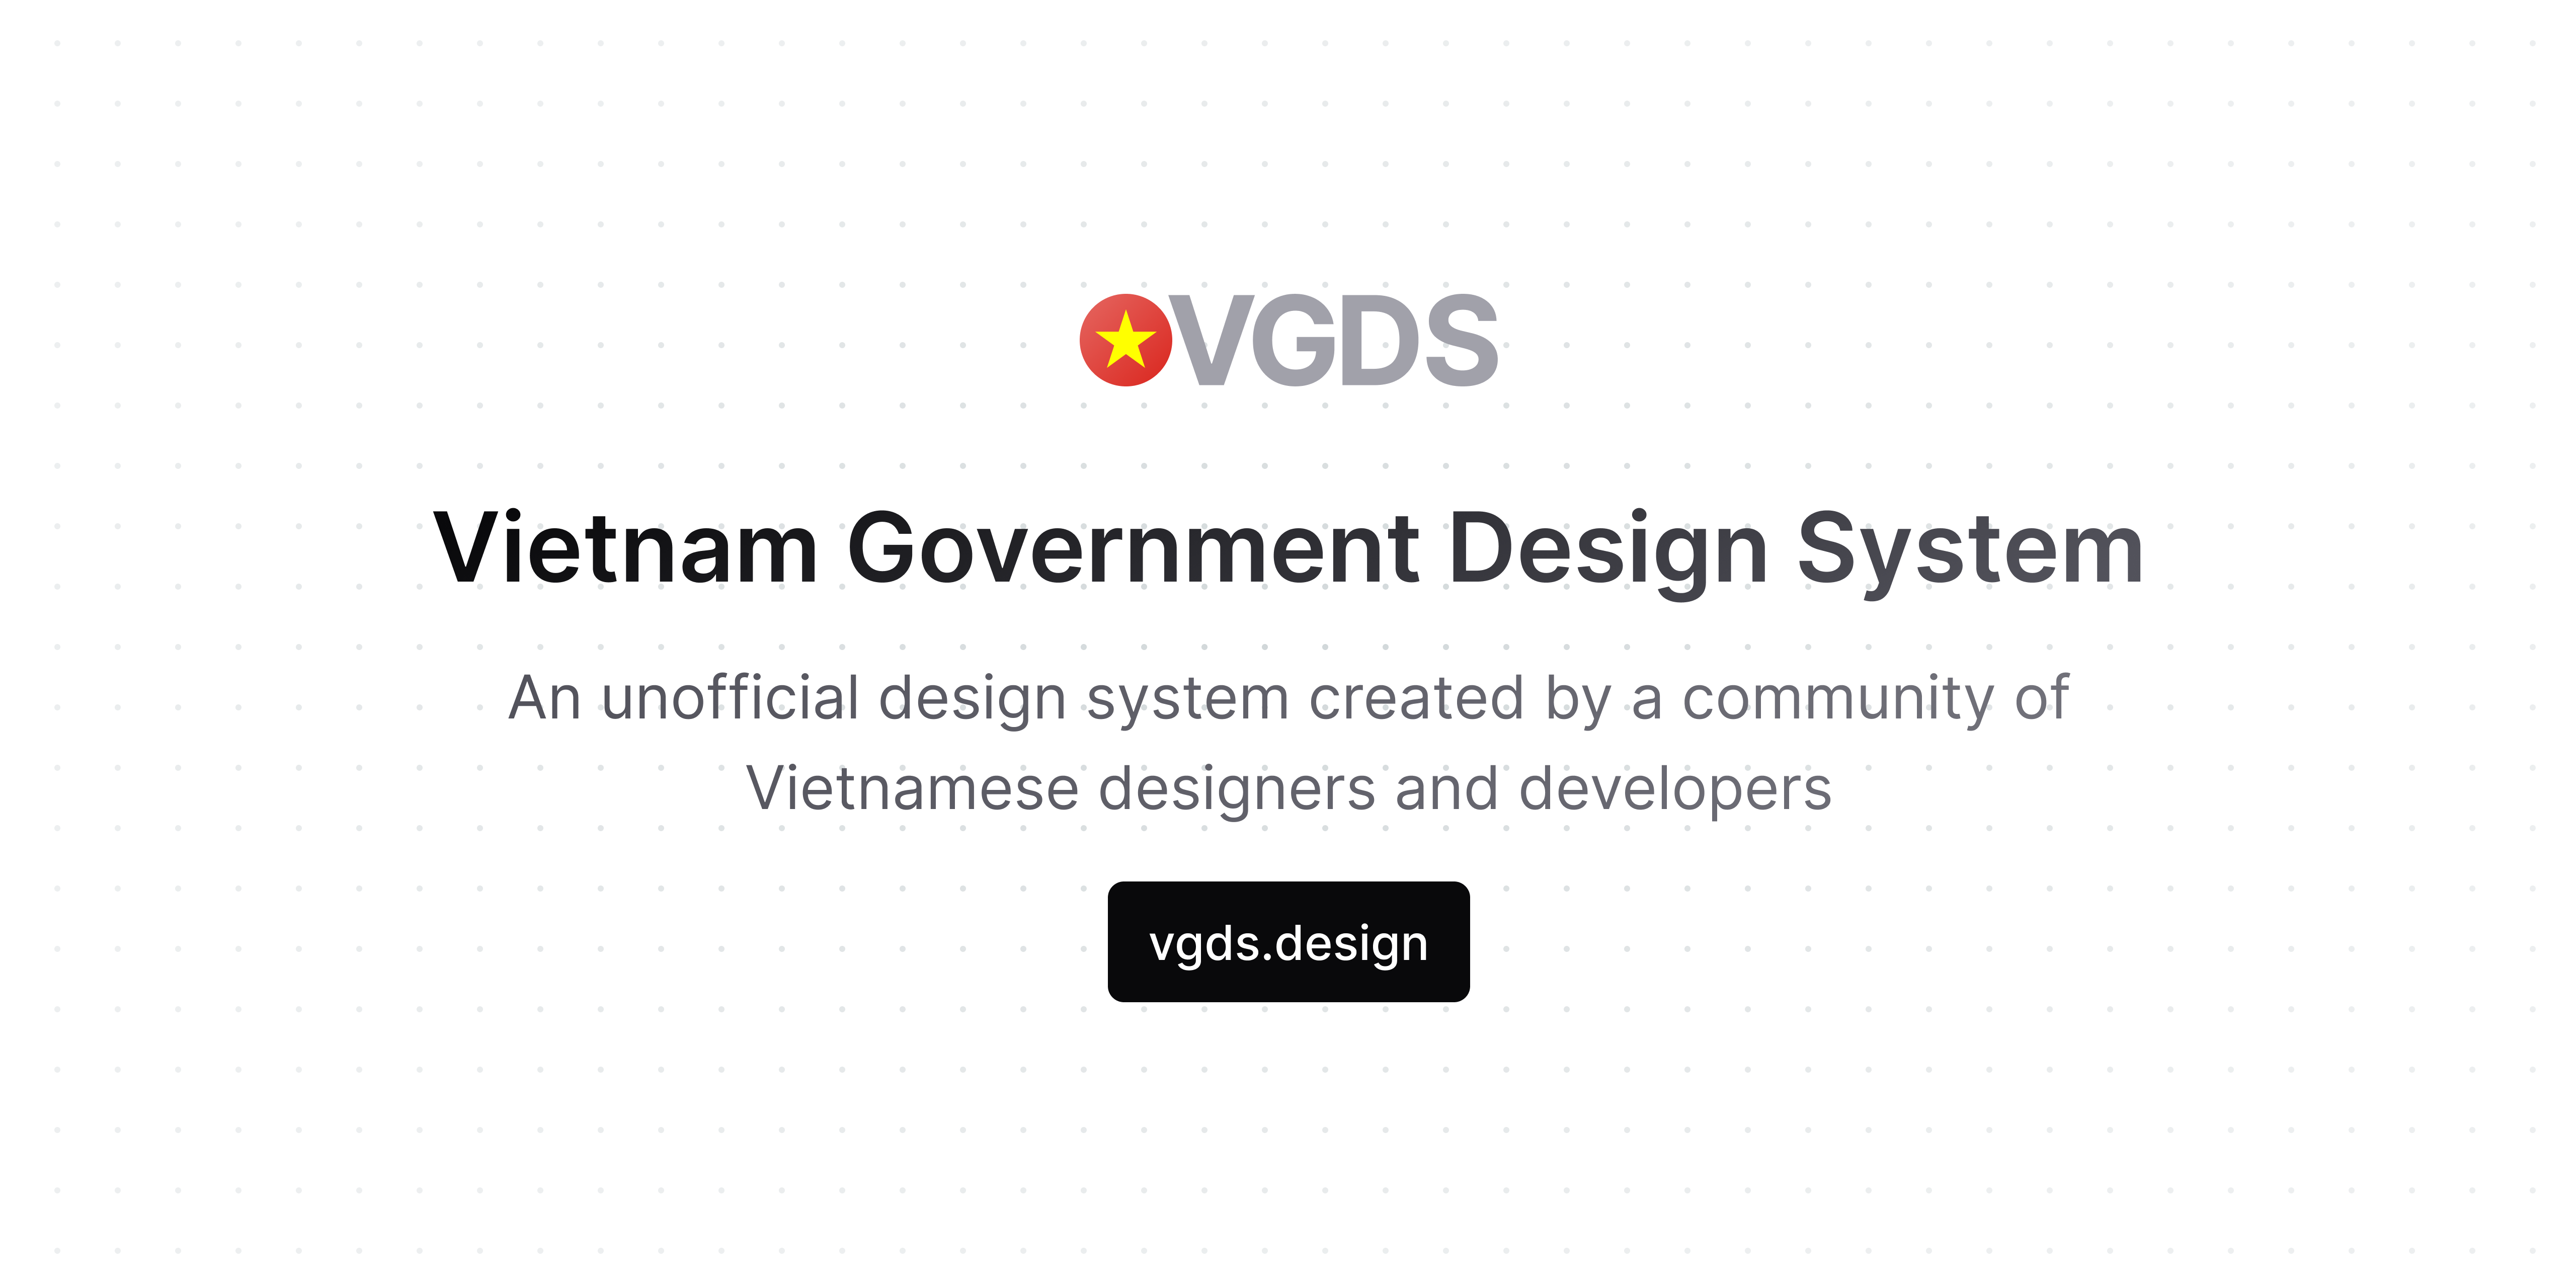 VGDS
Vietnam Government Design System
An unofficial design system created by a community of
Vietnamese designers and developers
vgds.design